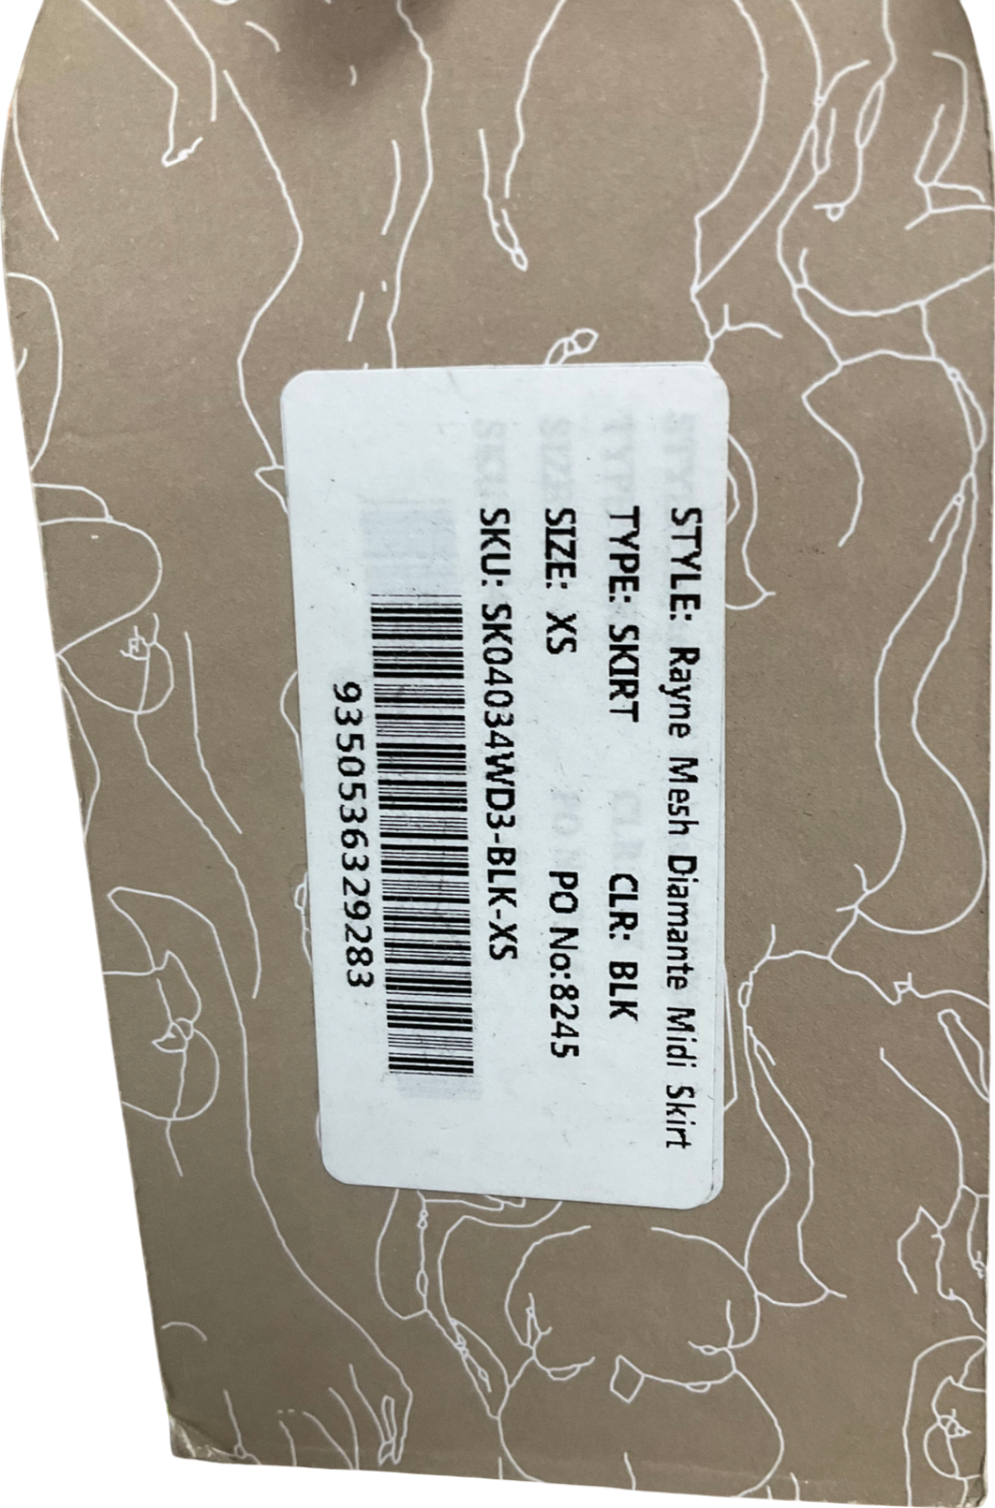 STYLE: Rayne Mesh Diamante Midi Skirt
TYPE: SKIRT CLR: BLK
SIZE: XS PO No:8245
SKU: SK04034WD3-BLK-XS
9350536329283